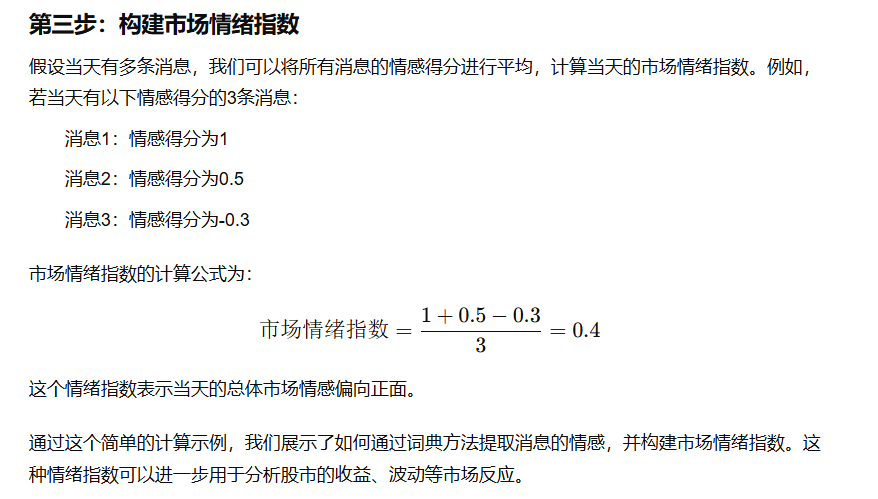 第三步：构建市场情绪指数
假设当天有多条消息，我们可以将所有消息的情感得分进行平均，计算当天的市场情绪指数。例如，
若当天有以下情感得分的3条消息：
消息1：情感得分为1
消息2：情感得分为0.5
消息3：情感得分为-0.3
市场情绪指数的计算公式为：
市场情绪指数 = \frac{1 + 0.5 − 0.3}{3} = 0.4
这个情绪指数表示当天的总体市场情感偏向正面。
通过这个简单的计算示例，我们展示了如何通过词典方法提取消息的情感，并构建市场情绪指数。这
种情绪指数可以进一步用于分析股市的收益、波动等市场反应。